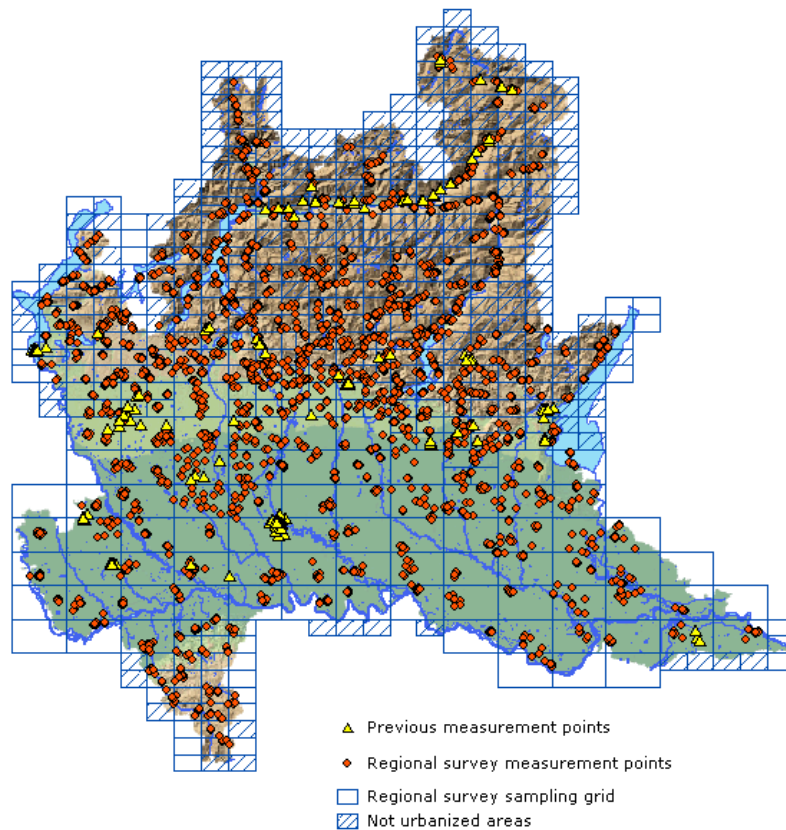 Previous measurement points
Regional survey measurement points
Regional survey sampling grid
Not urbanized areas